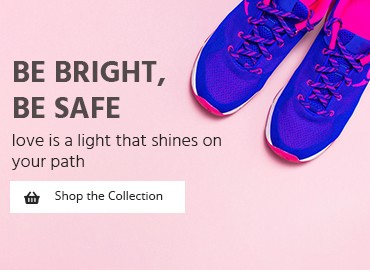 BE BRIGHT,
BE SAFE
love is a light that shines on
your path
Shop the Collection